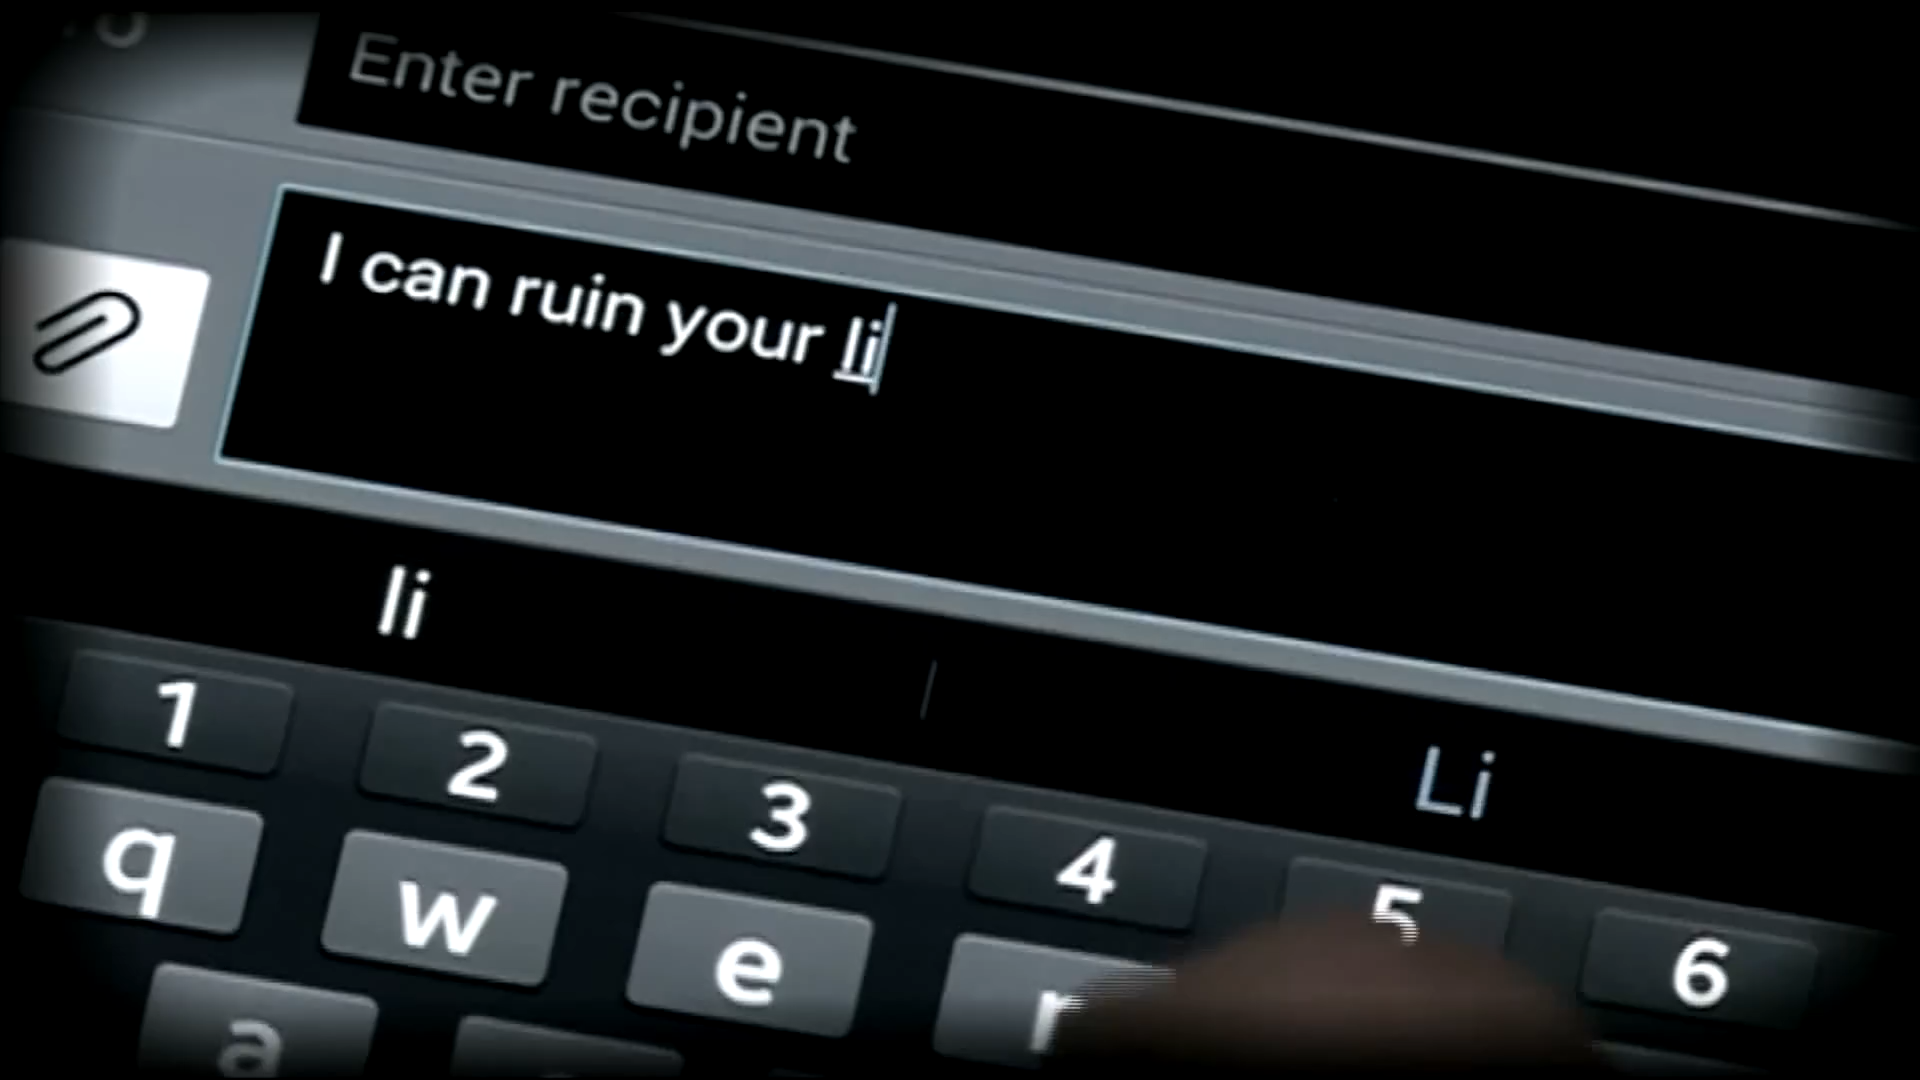 Enter recipient
I can ruin your li
li
Li
1 2 3 4 5 6
q w e r
a